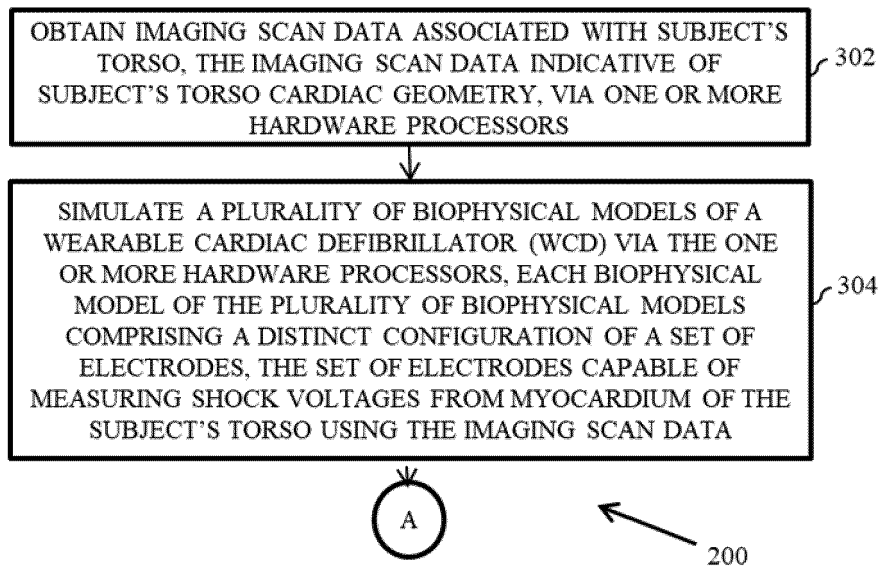 OBTAIN IMAGING SCAN DATA ASSOCIATED WITH SUBJECT'S
TORSO, THE IMAGING SCAN DATA INDICATIVE OF
SUBJECT'S TORSO CARDIAC GEOMETRY, VIA ONE OR MORE
HARDWARE PROCESSORS
302
SIMULATE A PLURALITY OF BIOPHYSICAL MODELS OF A
WEARABLE CARDIAC DEFIBRILLATOR (WCD) VIA THE ONE
OR MORE HARDWARE PROCESSORS, EACH BIOPHYSICAL
MODEL OF THE PLURALITY OF BIOPHYSICAL MODELS
COMPRISING A DISTINCT CONFIGURATION OF A SET OF
ELECTRODES, THE SET OF ELECTRODES CAPABLE OF
MEASURING SHOCK VOLTAGES FROM MYOCARDIUM OF THE
SUBJECT'S TORSO USING THE IMAGING SCAN DATA
304
A
200